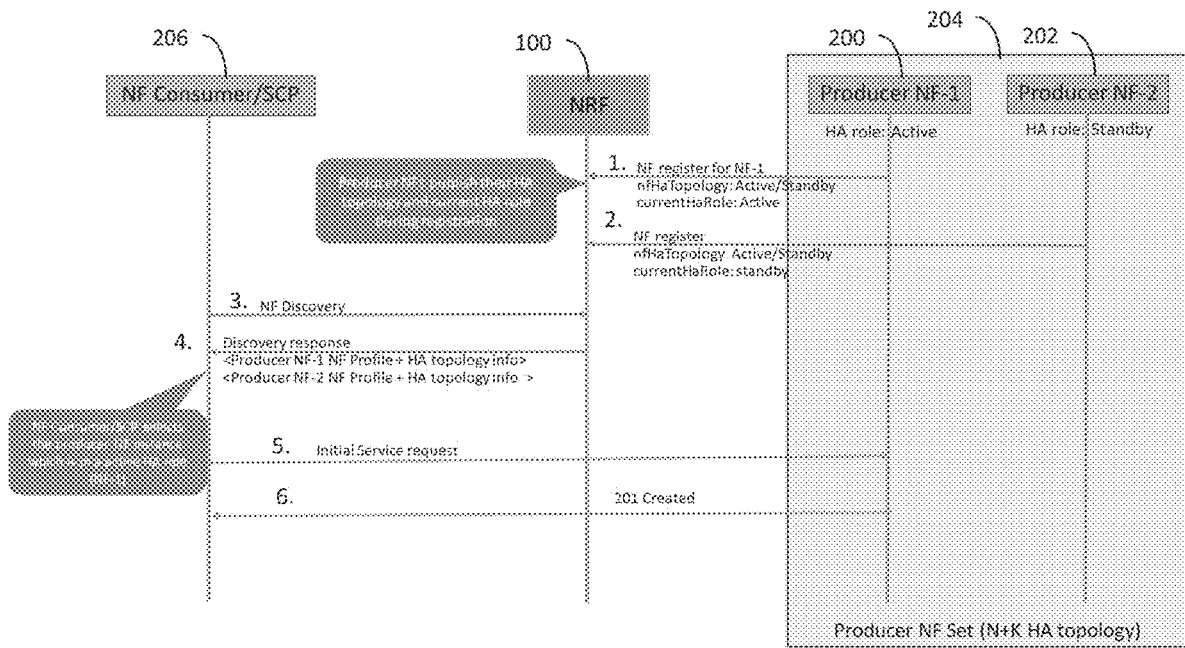 206
100
200
204
202
NF Consumer/SCP
NRF
Producer NF-1
Producer NF-2
HA role: Active
HA role: Standby
1. NF register for NF-1
nfHaTopology: Active/Standby
currentHaRole: Active
2. NF register
nfHaTopology: Active/Standby
currentHaRole: standby
3. NF Discovery
4. Discovery response
<Producer NF-1 NF Profile + HA topology info>
<Producer NF-2 NF Profile + HA topology info >
5. Initial Service request
6. 201 Created
Producer NF Set (N+K HA topology)